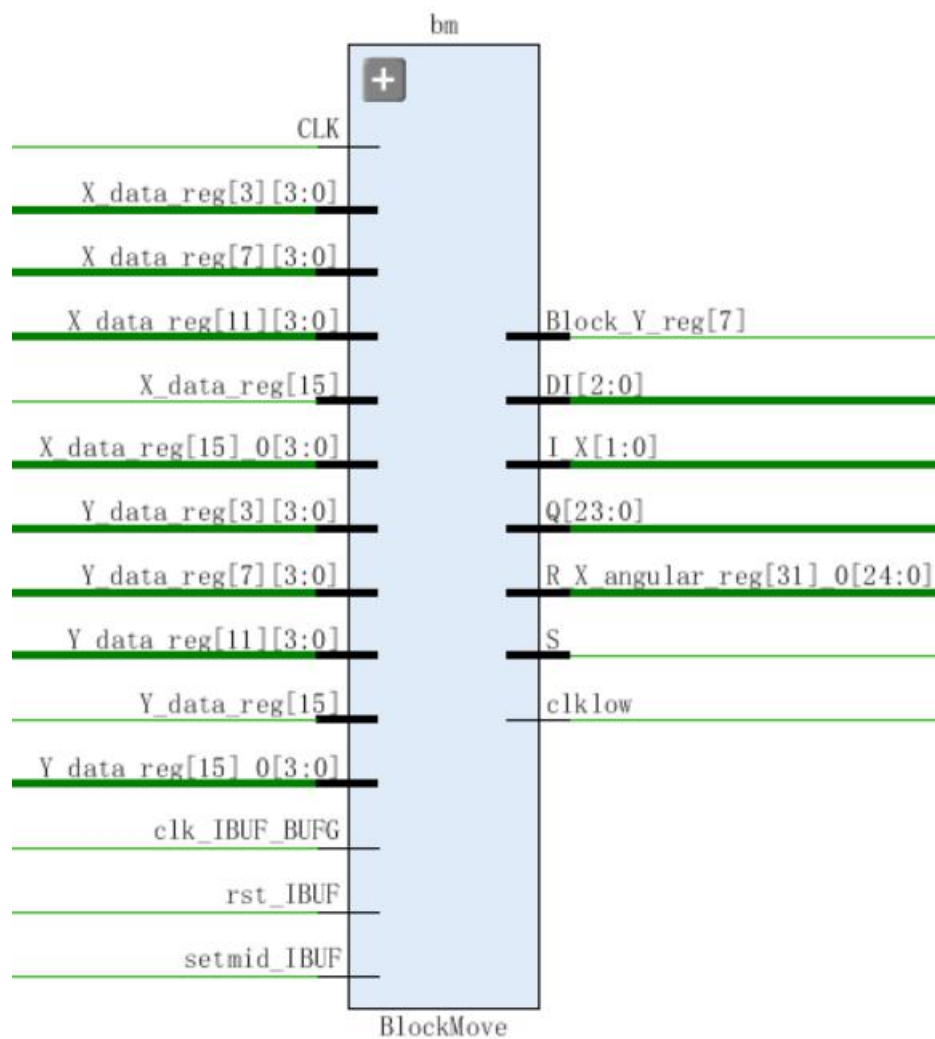 bm
CLK
X_data_reg[3][3:0]
X_data_reg[7][3:0]
X_data_reg[11][3:0]
X_data_reg[15]
X_data_reg[15]_0[3:0]
Y_data_reg[3][3:0]
Y_data_reg[7][3:0]
Y_data_reg[11][3:0]
Y_data_reg[15]
Y_data_reg[15]_0[3:0]
clk_IBUF_BUFG
rst_IBUF
setmid_IBUF
Block_Y_reg[7]
DI[2:0]
I_X[1:0]
Q[23:0]
R_X_angular_reg[31]_0[24:0]
S
clklow
BlockMove